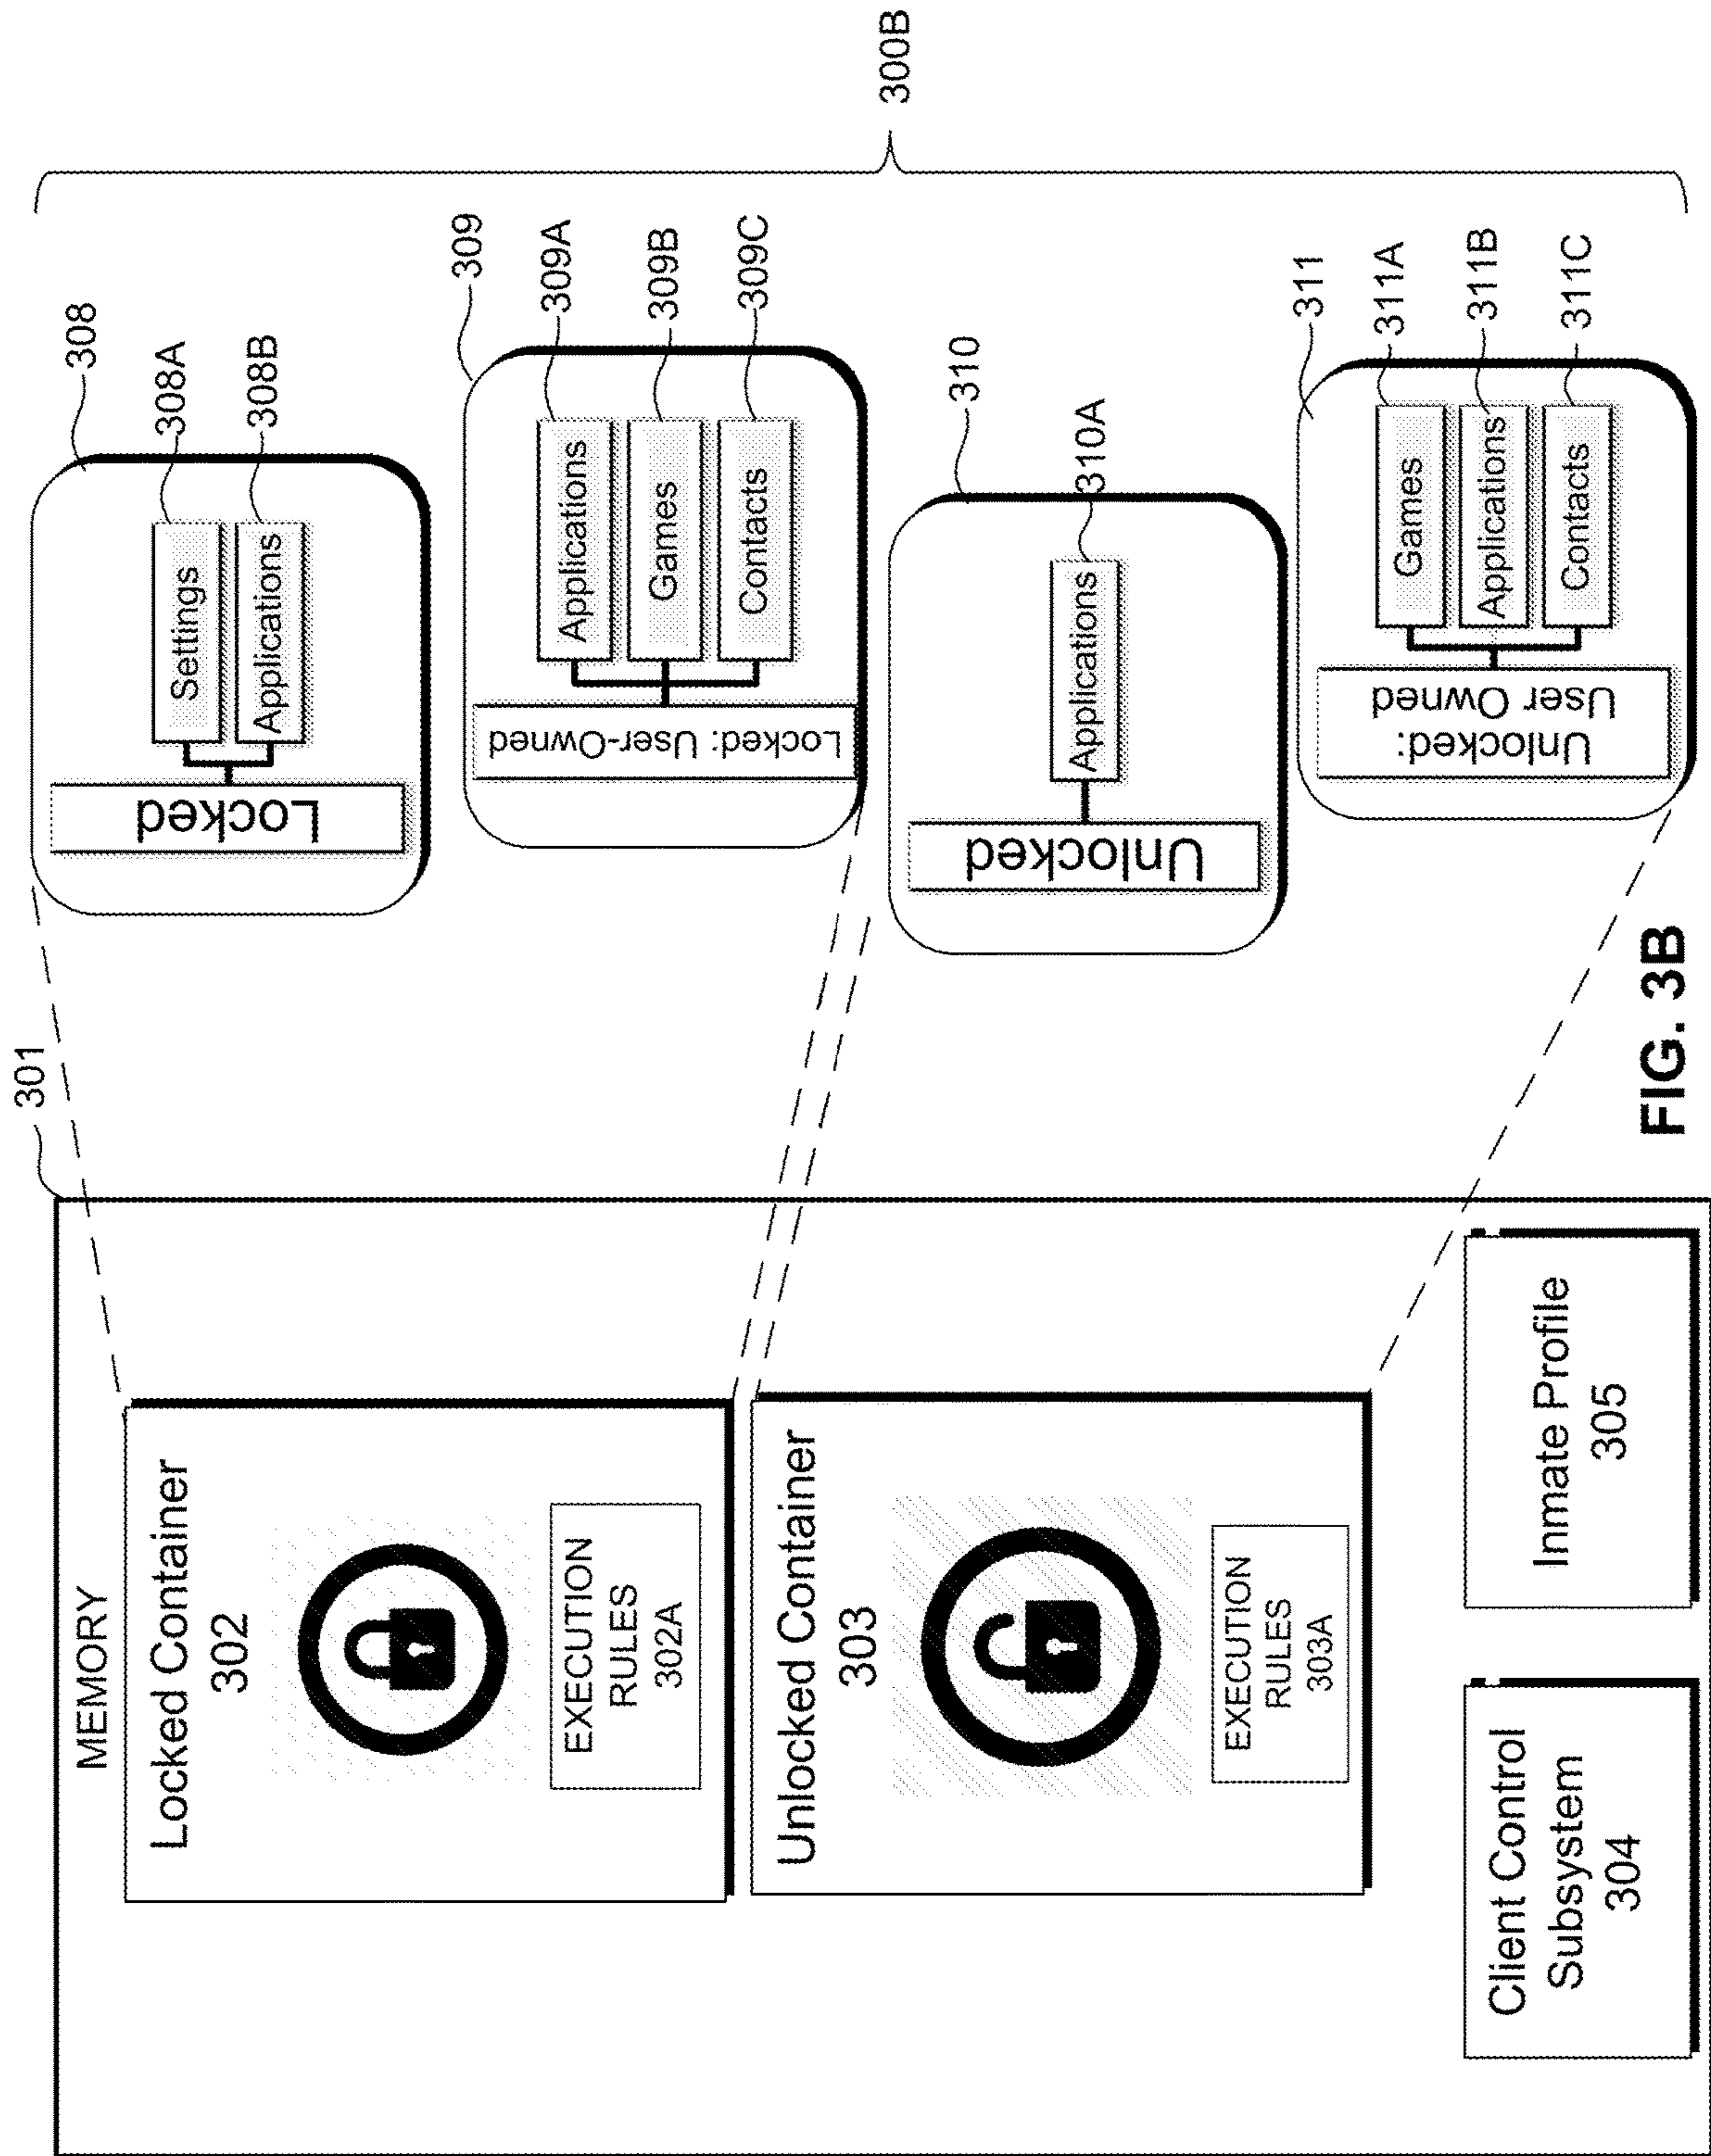 301
MEMORY
Locked Container
302
EXECUTION
RULES
302A
Unlocked Container
303
EXECUTION
RULES
303A
Client Control
Subsystem
304
Inmate Profile
305
308
Locked
Settings
308A
Applications
308B
309
Locked: User-Owned
Applications
309A
Games
309B
Contacts
309C
310
Unlocked
Applications
310A
311
Unlocked:
User Owned
Games
311A
Applications
311B
Contacts
311C
300B
FIG. 3B